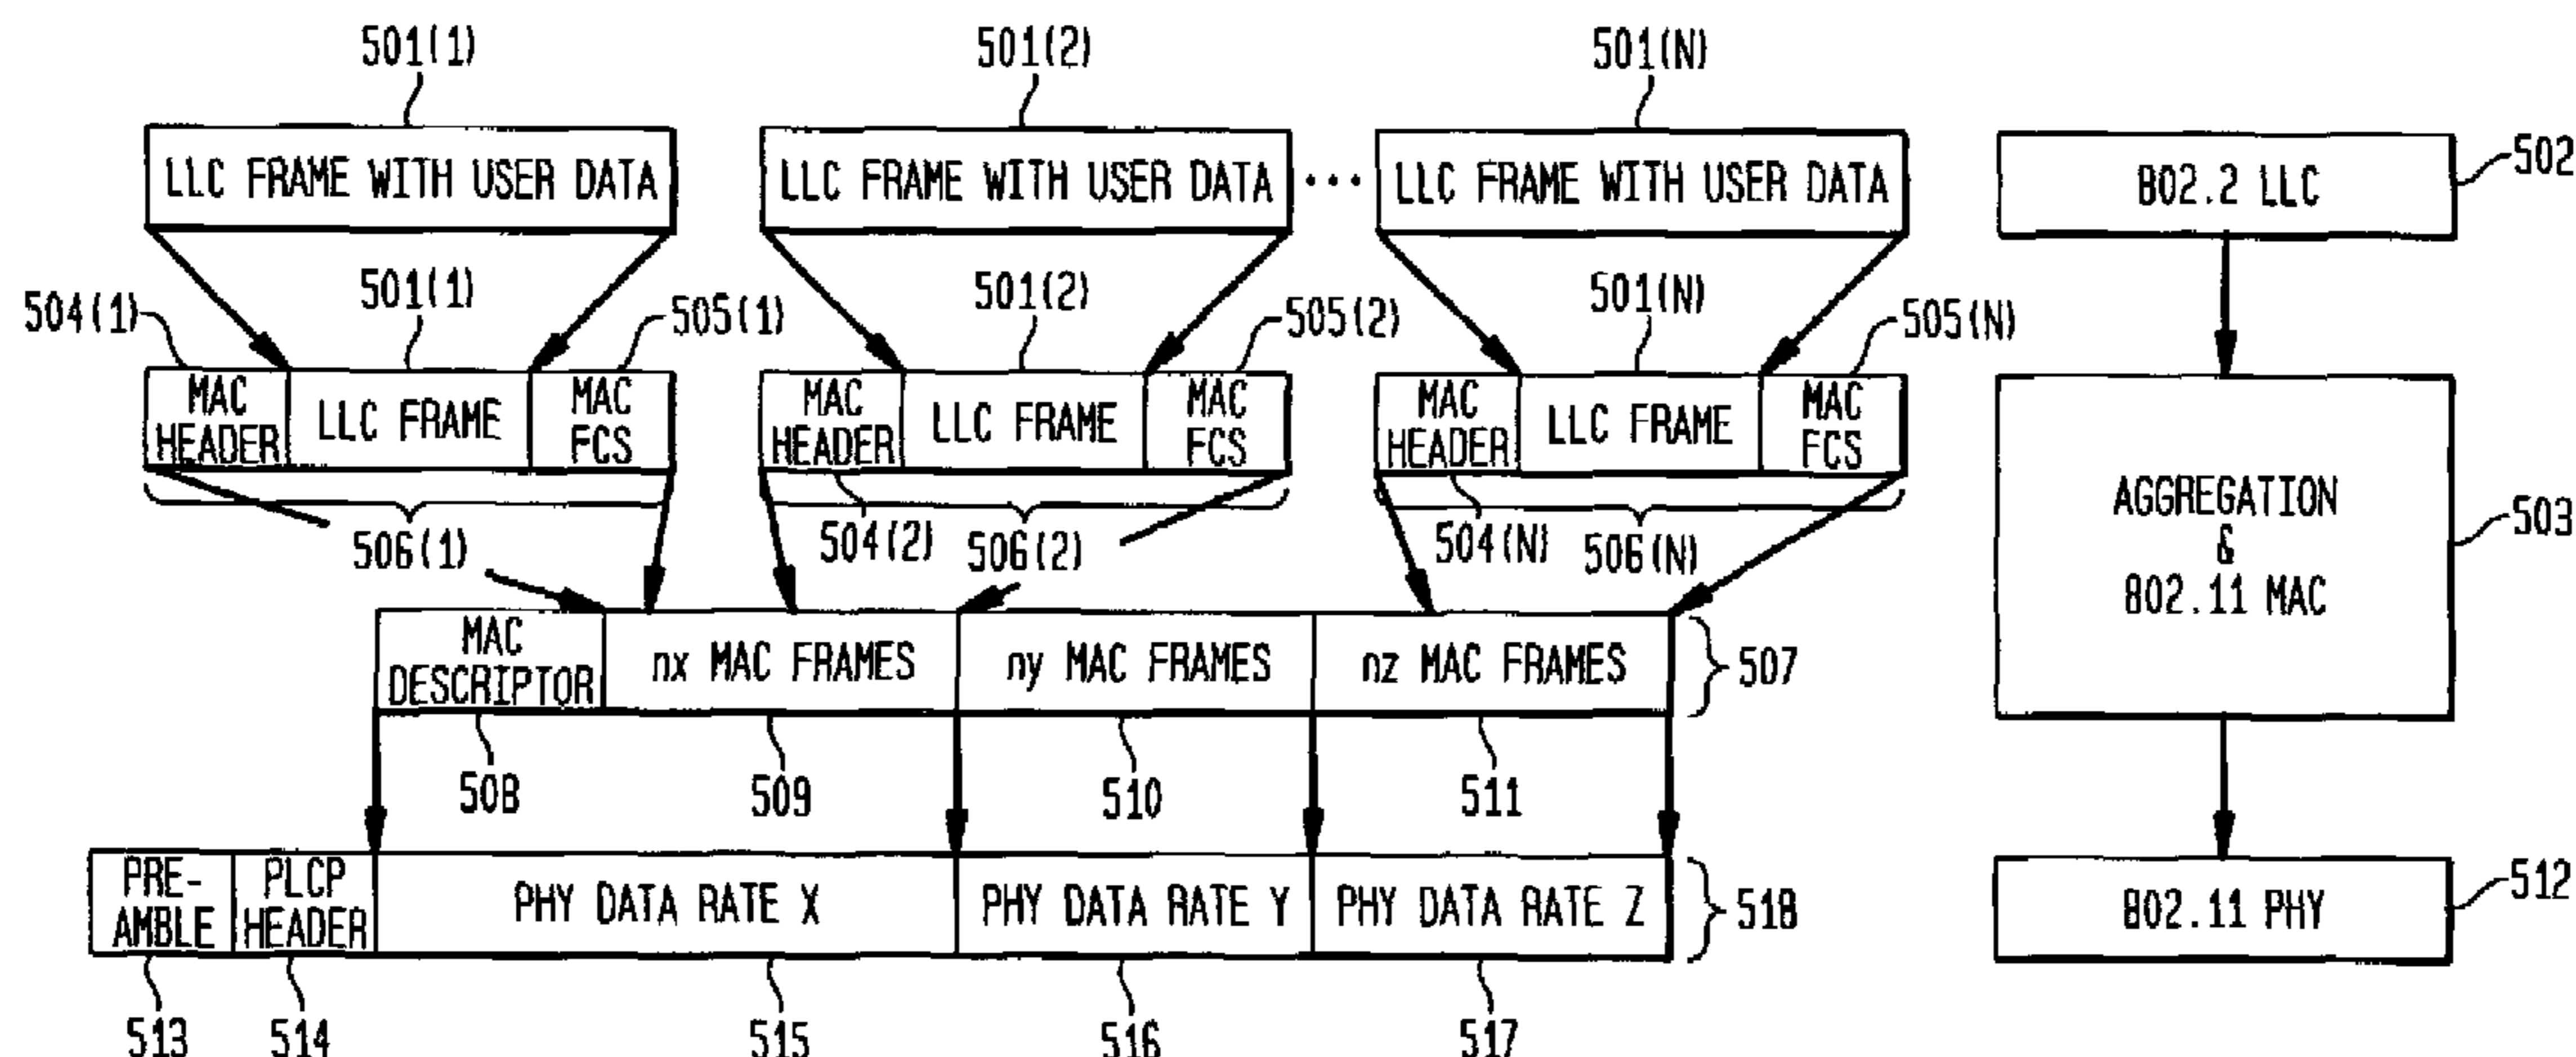 501(1) 501(2) 501(N)
LLC FRAME WITH USER DATA LLC FRAME WITH USER DATA ... LLC FRAME WITH USER DATA 802.2 LLC 502
504(1) 501(1) 505(1) 501(2) 505(2) 501(N) 505(N)
MAC HEADER LLC FRAME MAC FCS MAC HEADER LLC FRAME MAC FCS MAC HEADER LLC FRAME MAC FCS
AGGREGATION
&
802.11 MAC
503
506(1) 504(2) 506(2) 504(N) 506(N)
MAC DESCRIPTOR nx MAC FRAMES ny MAC FRAMES nz MAC FRAMES 507
508 509 510 511
PRE-
AMBLE
PLCP
HEADER
PHY DATA RATE X PHY DATA RATE Y PHY DATA RATE Z 518 802.11 PHY 512
513 514 515 516 517